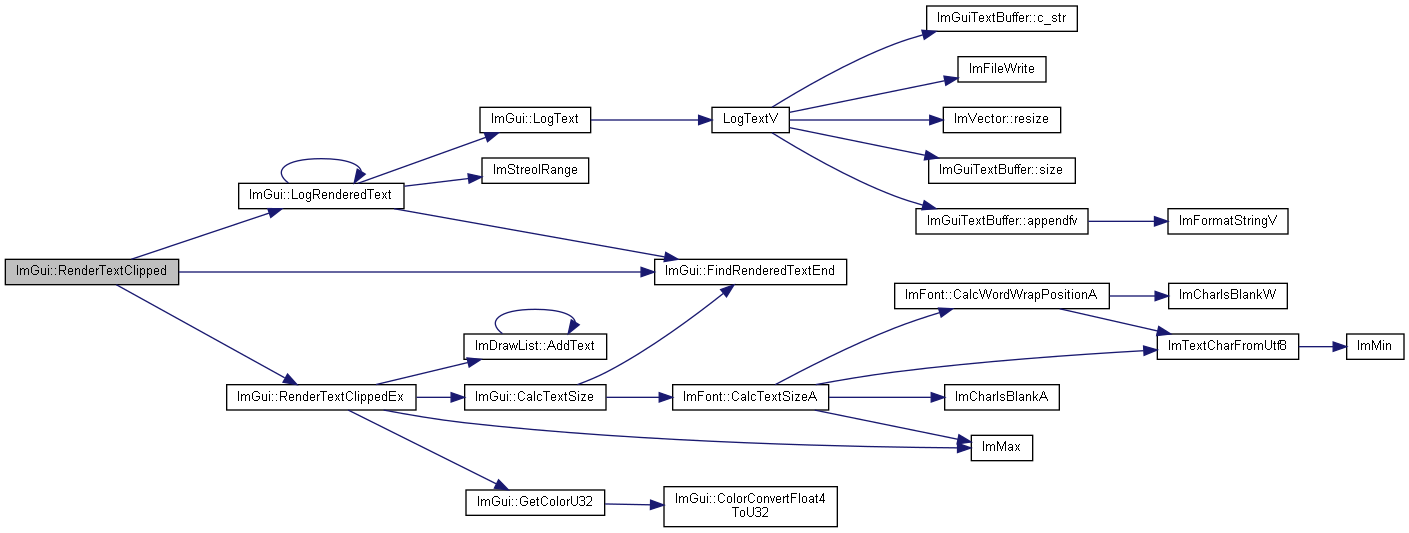 ImGuiTextBuffer::c_str
ImFileWrite
ImGui::LogText
LogTextV
ImVector::resize
ImStreolRange
ImGuiTextBuffer::size
ImGui::LogRenderedText
ImGuiTextBuffer::appendfv
ImFormatStringV
ImGui::RenderTextClipped
ImGui::FindRenderedTextEnd
ImFont::CalcWordWrapPositionA
ImCharIsBlankW
ImDrawList::AddText
ImTextCharFromUtf8
ImMin
ImGui::RenderTextClippedEx
ImGui::CalcTextSize
ImFont::CalcTextSizeA
ImCharIsBlankA
ImMax
ImGui::GetColorU32
ImGui::ColorConvertFloat4
ToU32